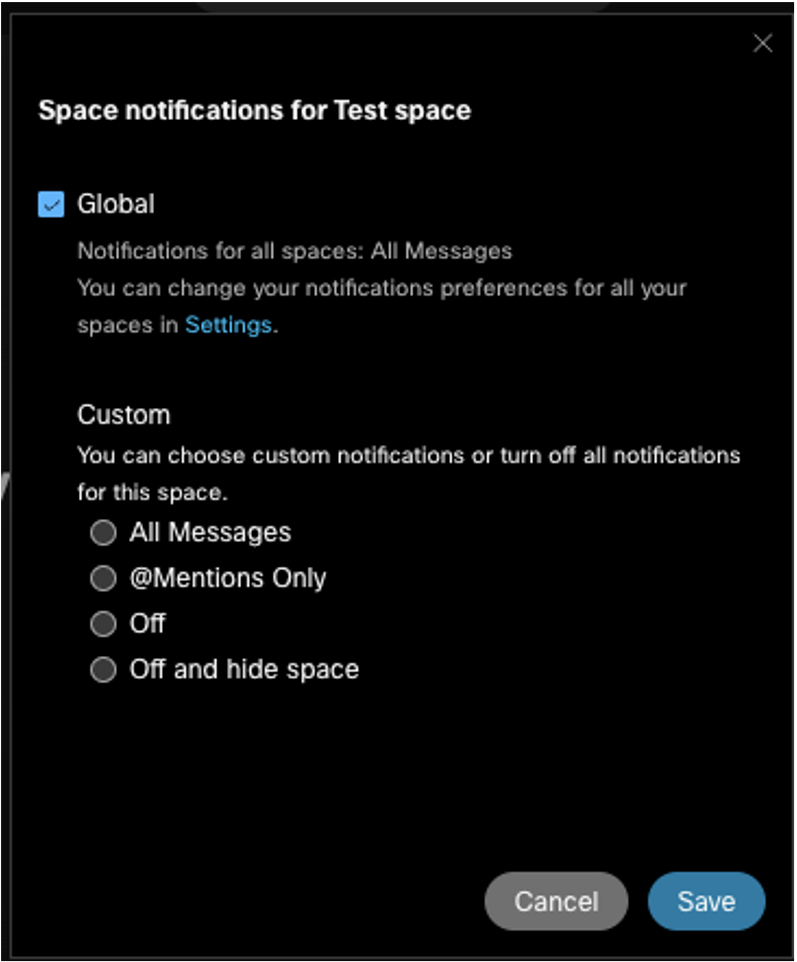 Space notifications for Test space
Global
Notifications for all spaces: All Messages
You can change your notifications preferences for all your
spaces in Settings.
Custom
You can choose custom notifications or turn off all notifications
for this space.
All Messages
@Mentions Only
Off
Off and hide space
Cancel
Save